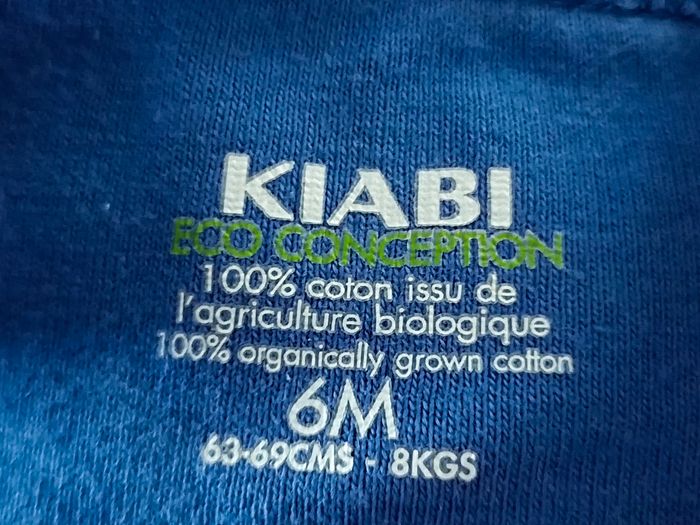 KIABI
ECO CONCEPTION
100% coton issu de
l'agriculture biologique
100% organically grown cotton
6M
63-69CMS - 8KGS